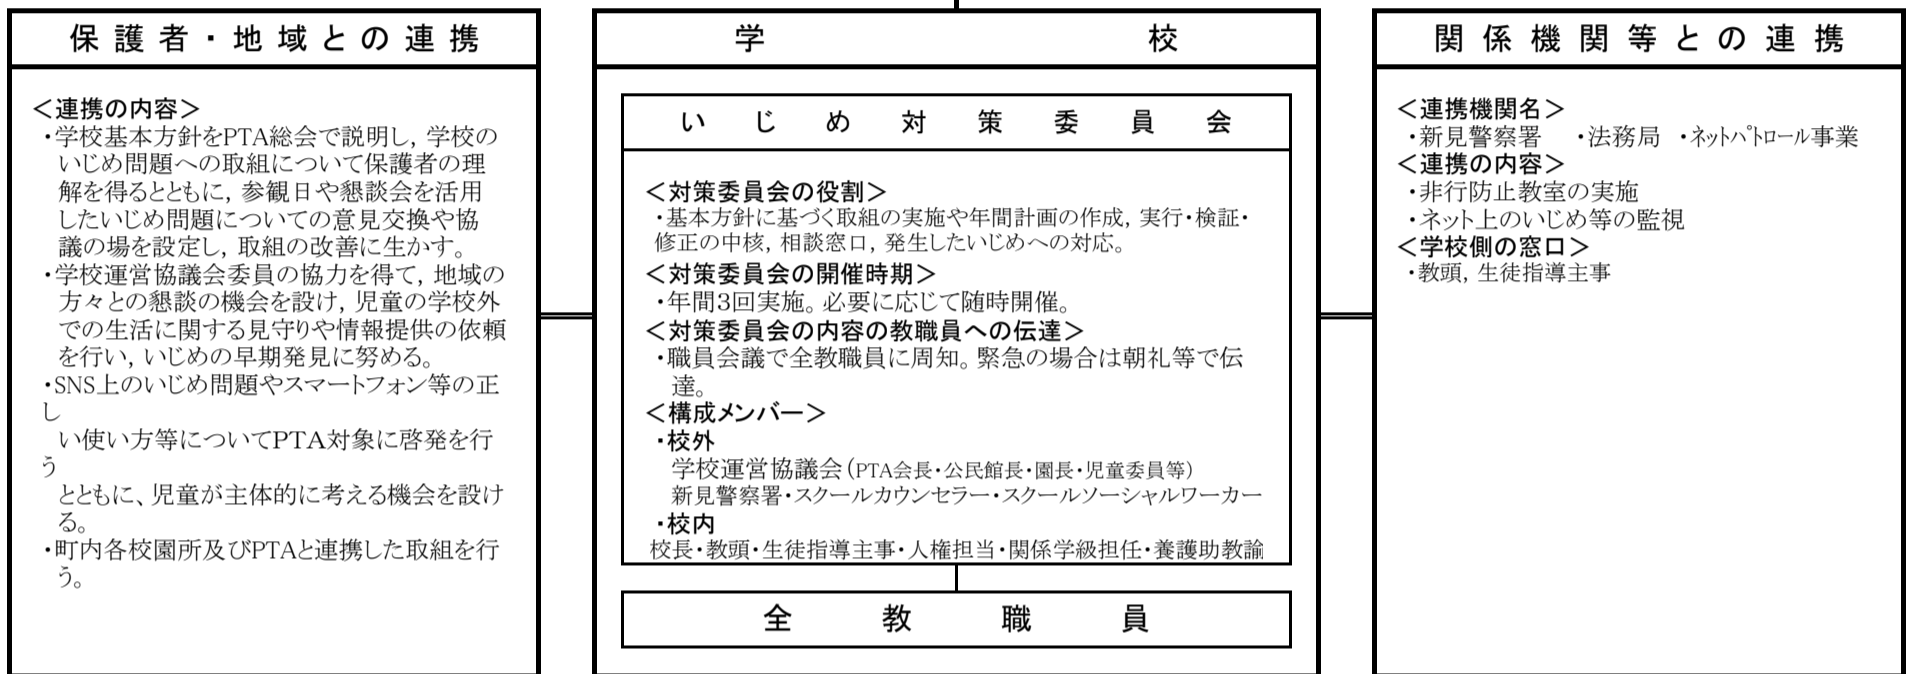 保護者・地域との連携
＜連携の内容＞
・学校基本方針をPTA総会で説明し，学校の
いじめ問題への取組について保護者の理
解を得るとともに，参観日や懇談会を活用
したいじめ問題についての意見交換や協
議の場を設定し，取組の改善に生かす。
・学校運営協議会委員の協力を得て，地域の
方々との懇談の機会を設け，児童の学校外
での生活に関する見守りや情報提供の依頼
を行い，いじめの早期発見に努める。
・SNS上のいじめ問題やスマートフォン等の正
し
い使い方等についてPTA対象に啓発を行
う
とともに、児童が主体的に考える機会を設け
る。
・町内各校園所及びPTAと連携した取組を行
う。
学校
いじめ対策委員会
＜対策委員会の役割＞
・基本方針に基づく取組の実施や年間計画の作成，実行・検証・
修正の中核，相談窓口，発生したいじめへの対応。
＜対策委員会の開催時期＞
・年間3回実施。必要に応じて随時開催。
＜対策委員会の内容の教職員への伝達＞
・職員会議で全教職員に周知。緊急の場合は朝礼等で伝
達。
＜構成メンバー＞
・校外
学校運営協議会（PTA会長・公民館長・園長・児童委員等）
新見警察署・スクールカウンセラー・スクールソーシャルワーカー
・校内
校長・教頭・生徒指導主事・人権担当・関係学級担任・養護助教諭
全教職員
関係機関等との連携
＜連携機関名＞
・新見警察署　・法務局　・ﾈｯﾄﾊﾟﾄﾛｰﾙ事業
＜連携の内容＞
・非行防止教室の実施
・ネット上のいじめ等の監視
＜学校側の窓口＞
・教頭，生徒指導主事